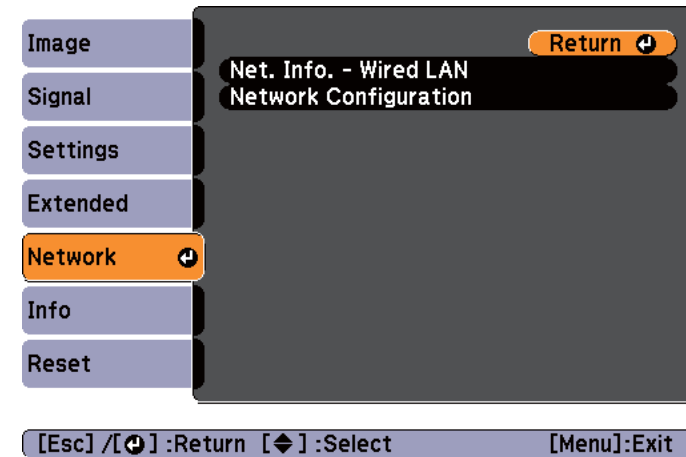 Image
Signal
Settings
Extended
Network
Info
Reset
Return
Net. Info. - Wired LAN
Network Configuration
[Esc] /[⏎] :Return [◆] :Select [Menu]:Exit